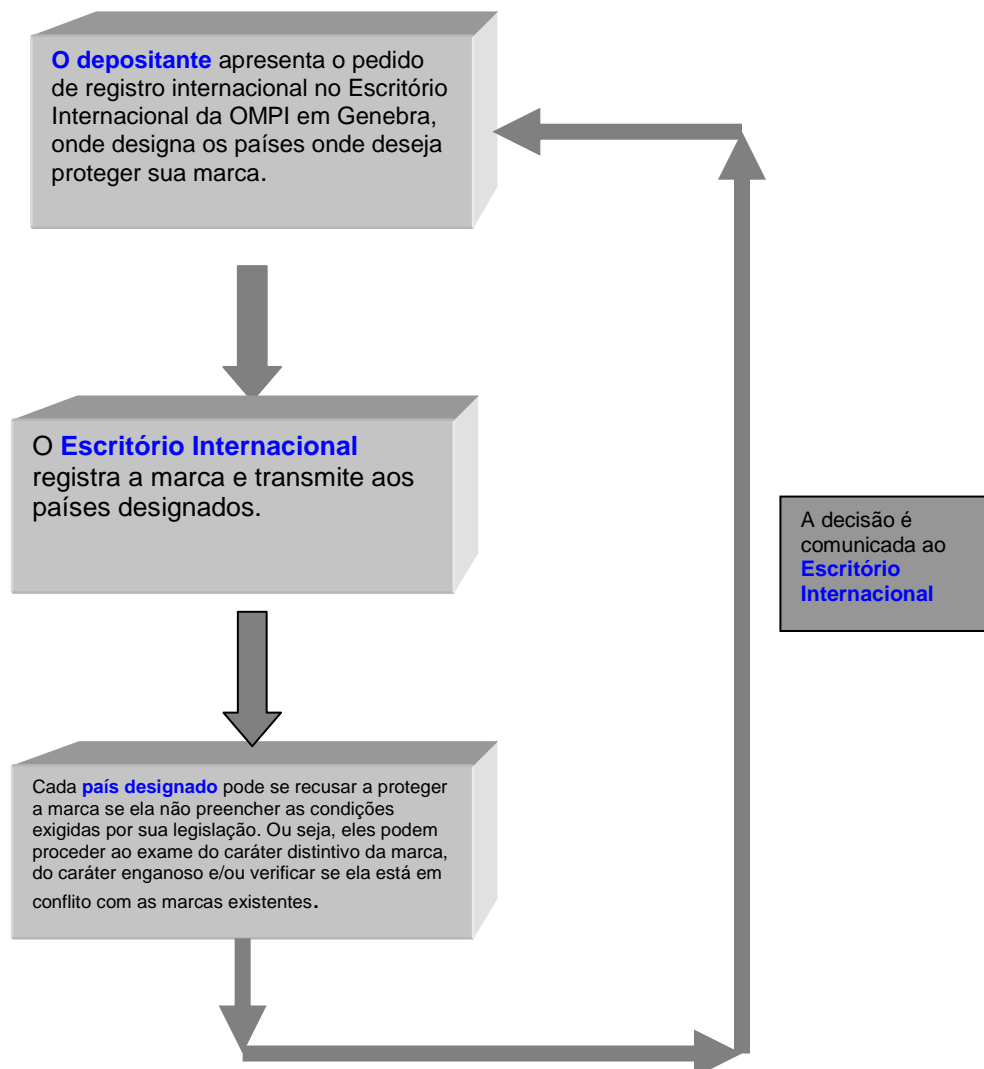 O depositante apresenta o pedido
de registro internacional no Escritório
Internacional da OMPI em Genebra,
onde designa os países onde deseja
proteger sua marca.
O Escritório Internacional
registra a marca e transmite aos
países designados.
A decisão é
comunicada ao
Escritório
Internacional
Cada país designado pode se recusar a proteger
a marca se ela não preencher as condições
exigidas por sua legislação. Ou seja, eles podem
proceder ao exame do caráter distintivo da marca,
do caráter enganoso e/ou verificar se ela está em
conflito com as marcas existentes.